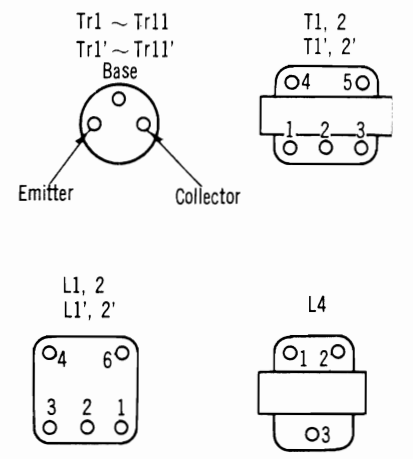 Tr1 ~ Tr11
Tr1' ~ Tr11'
Base
Emitter
Collector
T1, 2
T1', 2'
4 5
1 2 3
L1, 2
L1', 2'
4 6
3 2 1
L4
1 2
3